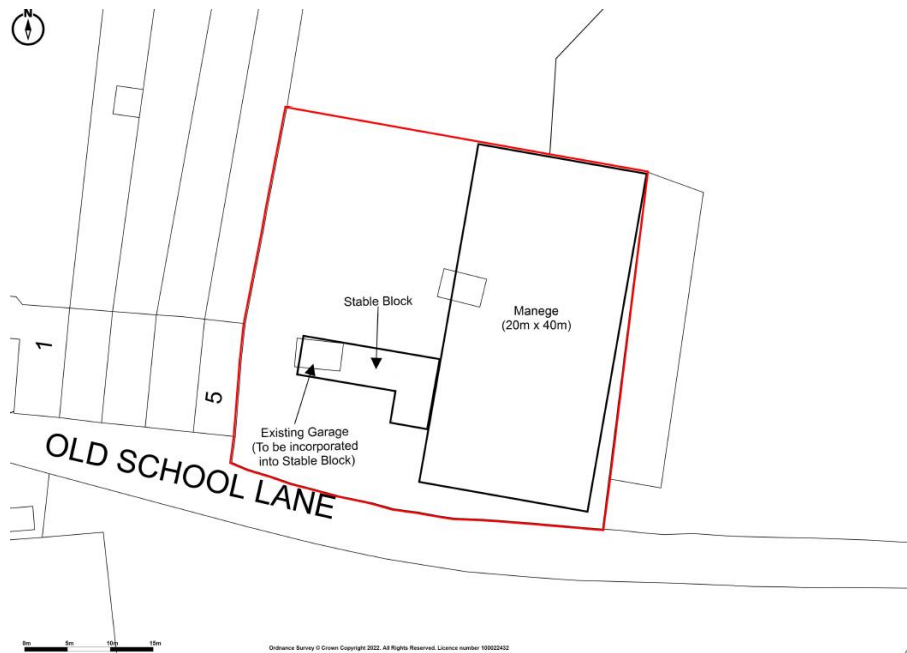 N
Stable Block
Manege
(20m x 40m)
1
5
Existing Garage
(To be incorporated
into Stable Block)
OLD SCHOOL LANE
0m 5m 10m 15m
Ordnance Survey © Crown Copyright 2022. All Rights Reserved. Licence number 100022432